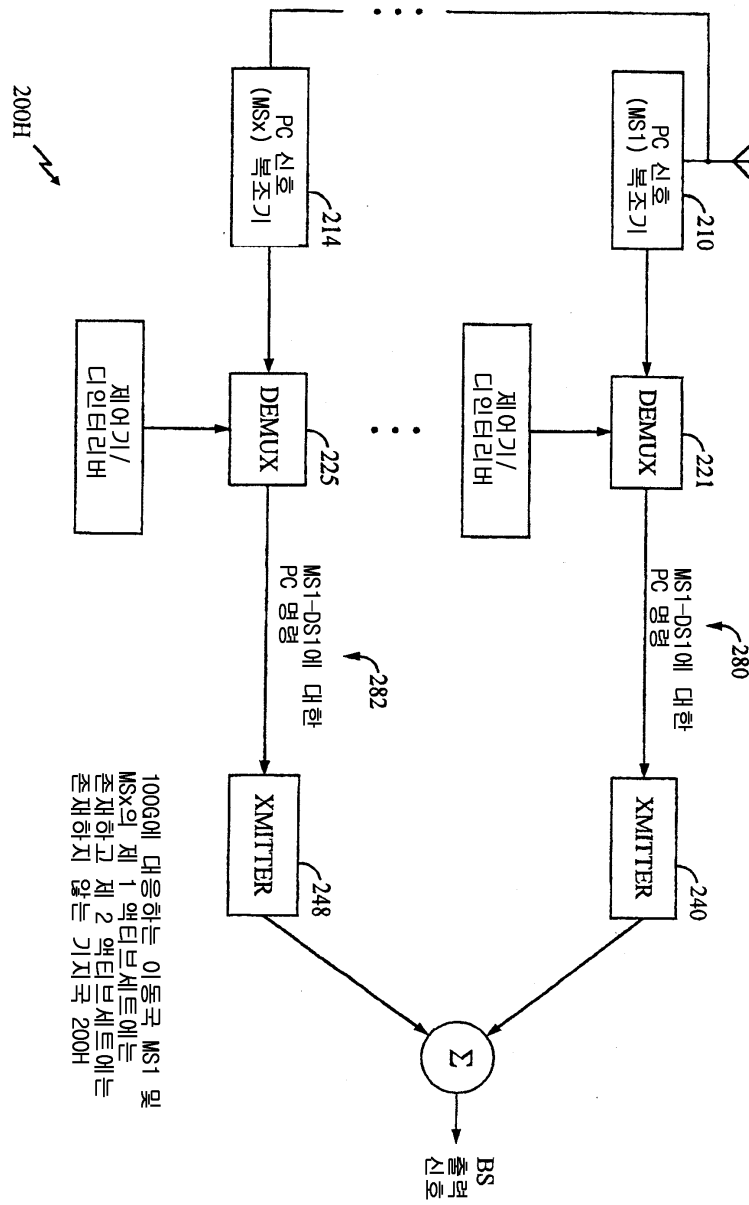 PC 신호
(MS1) 복조기
210
DEMUX
221
제어기/
디인터리버
280
MS1-DS1에 대한
PC 명령
XMITTER
240
PC 신호
(MSx) 복조기
214
DEMUX
225
제어기/
디인터리버
282
MS1-DS1에 대한
PC 명령
XMITTER
248
Σ
BS
출력
신호
200H
100G에 대응하는 이동국 MS1 및
MSx의 제 1 액티브세트에는
존재하고 제 2 액티브세트에는
존재하지 않는 기지국 200H